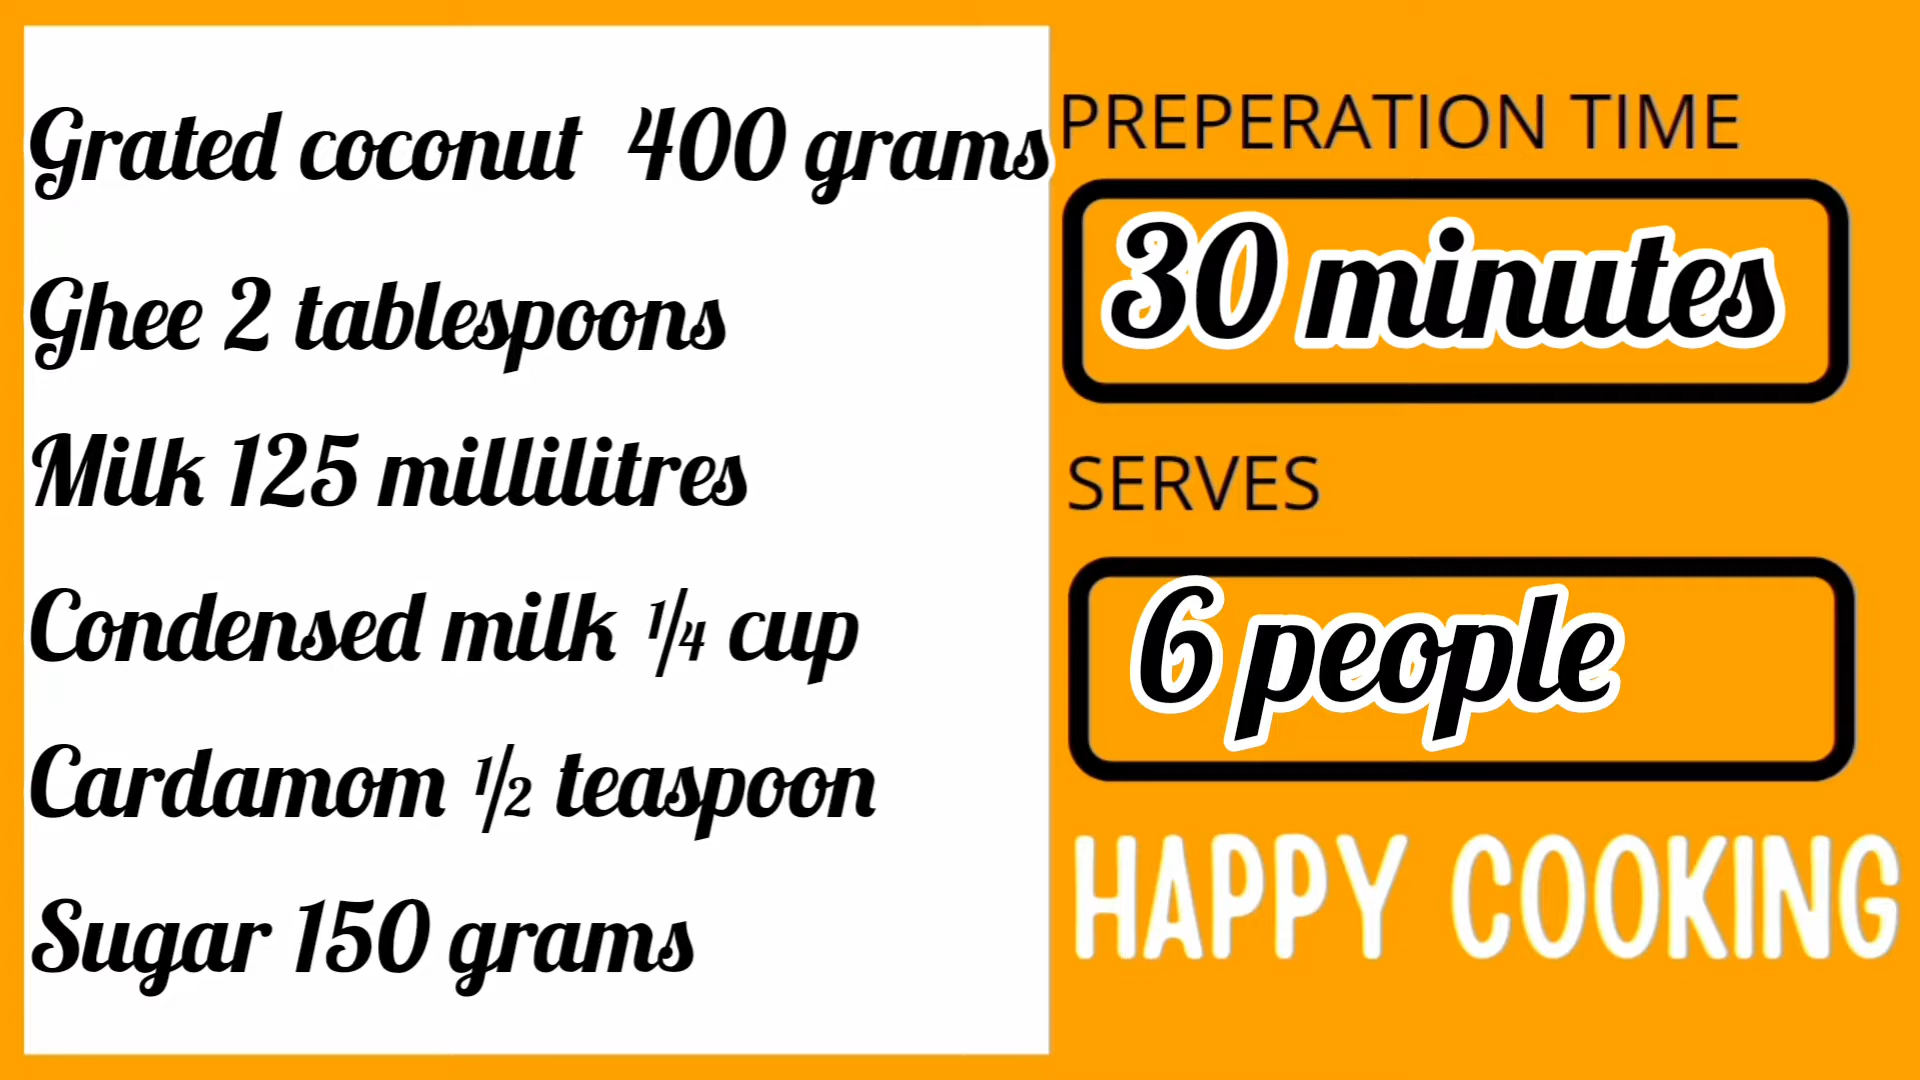 Grated coconut 400 grams
Ghee 2 tablespoons
Milk 125 millilitres
Condensed milk ¼ cup
Cardamom ½ teaspoon
Sugar 150 grams
PREPERATION TIME
30 minutes
SERVES
6 people
HAPPY COOKING